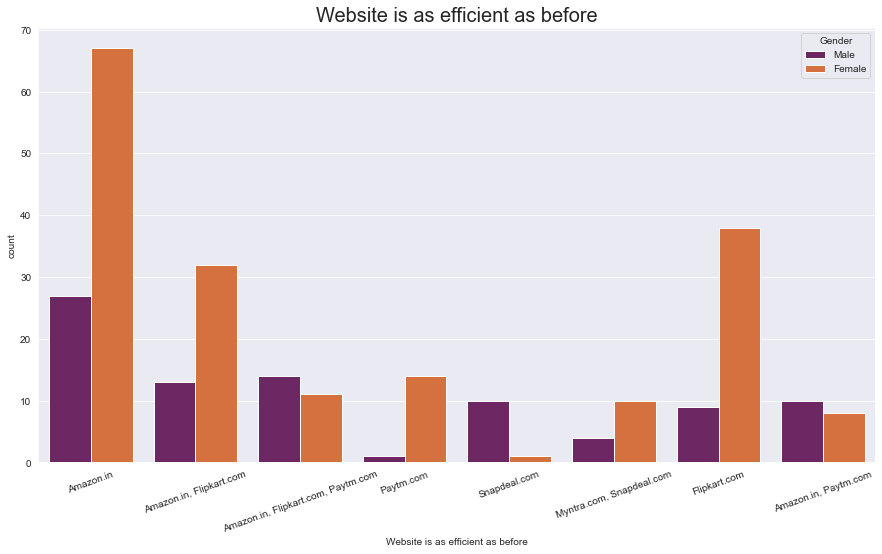 Website is as efficient as before
Gender
Male
Female
count
70
60
50
40
30
20
10
0
Amazon.in
Amazon.in, Flipkart.com
Amazon.in, Flipkart.com, Paytm.com
Paytm.com
Snapdeal.com
Myntra.com, Snapdeal.com
Flipkart.com
Amazon.in, Paytm.com
Website is as efficient as before